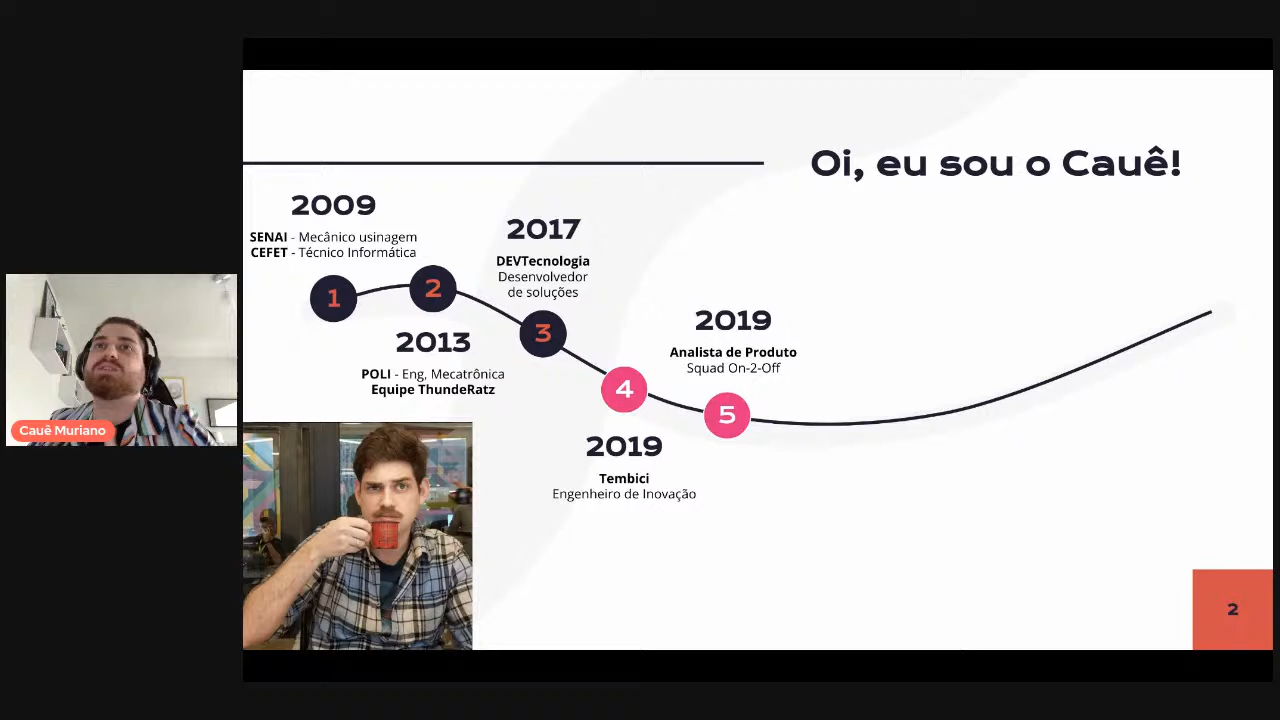 Oi, eu sou o Cauê!
2009
SENAI - Mecânico usinagem
CEFET - Técnico Informática
1
2
2013
POLI - Eng. Mecatrônica
Equipe ThundeRatz
2017
DEVTecnologia
Desenvolvedor
de soluções
3
4
2019
Tembici
Engenheiro de Inovação
2019
Analista de Produto
Squad On-2-Off
5
Cauê Muriano
2